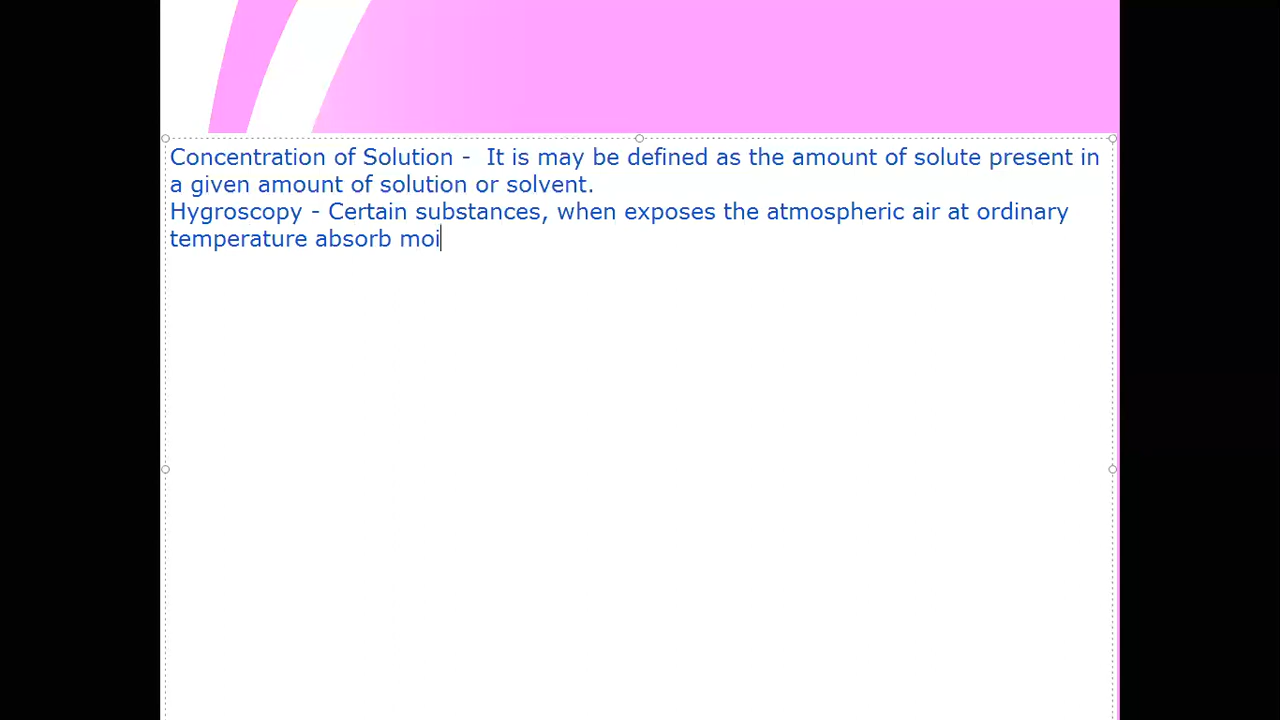 Concentration of Solution -  It is may be defined as the amount of solute present in
a given amount of solution or solvent.
Hygroscopy - Certain substances, when exposes the atmospheric air at ordinary
temperature absorb moi